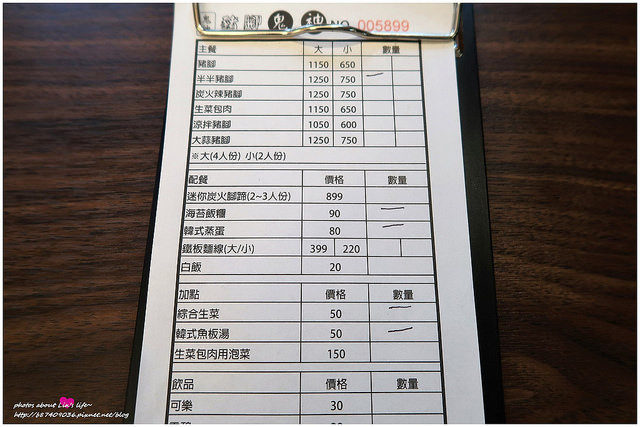 豬腳 鬼 神 NO. 005899
主餐 大 小 數量
豬腳 1150 650
半半豬腳 1250 750
炭火辣豬腳 1250 750
生菜包肉 1150 650
涼拌豬腳 1050 600
大蒜豬腳 1250 750
※大(4人份) 小(2人份)
配餐 價格 數量
迷你炭火腳蹄(2~3人份) 899
海苔飯糰 90
韓式蒸蛋 80
鐵板麵線(大/小) 399 220
白飯 20
加點 價格 數量
綜合生菜 50
韓式魚板湯 50
生菜包肉用泡菜 150
飲品 價格 數量
可樂 30
photos about Lin's life~
http://687409036.pixnet.net/blog